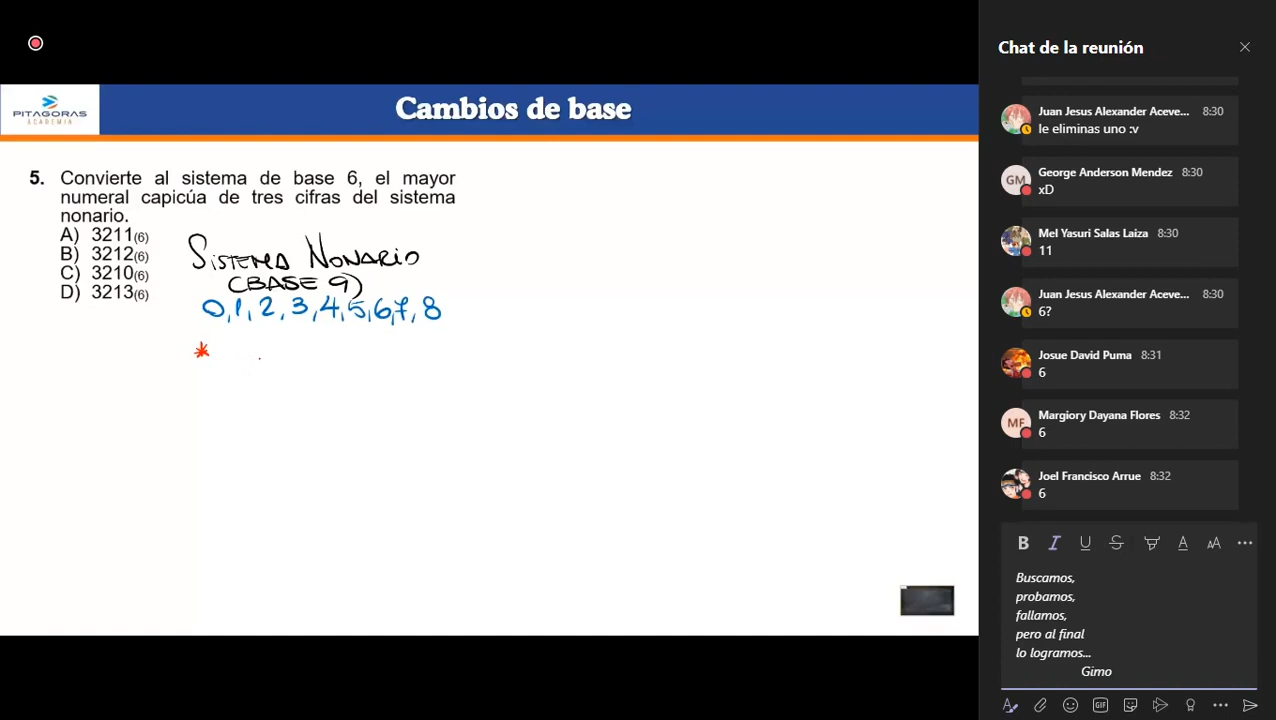 Cambios de base
PITAGORAS
ACADEMIA
5. Convierte al sistema de base 6, el mayor
numeral capicúa de tres cifras del sistema
nonario.
A) 3211(6)
B) 3212(6)
C) 3210(6)
D) 3213(6)
SISTEMA NONARIO
(BASE 9)
0,1,2,3,4,5,6,7,8
*
Chat de la reunión
Juan Jesus Alexander Aceve... 8:30
le eliminas uno :v
GM
George Anderson Mendez 8:30
xD
Mel Yasuri Salas Laiza 8:30
11
Juan Jesus Alexander Aceve... 8:30
6?
Josue David Puma 8:31
6
MF
Margiory Dayana Flores 8:32
6
Joel Francisco Arrue 8:32
6
B I U S A AA ...
Buscamos,
probamos,
fallamos,
pero al final
lo logramos...
Gimo
GIF